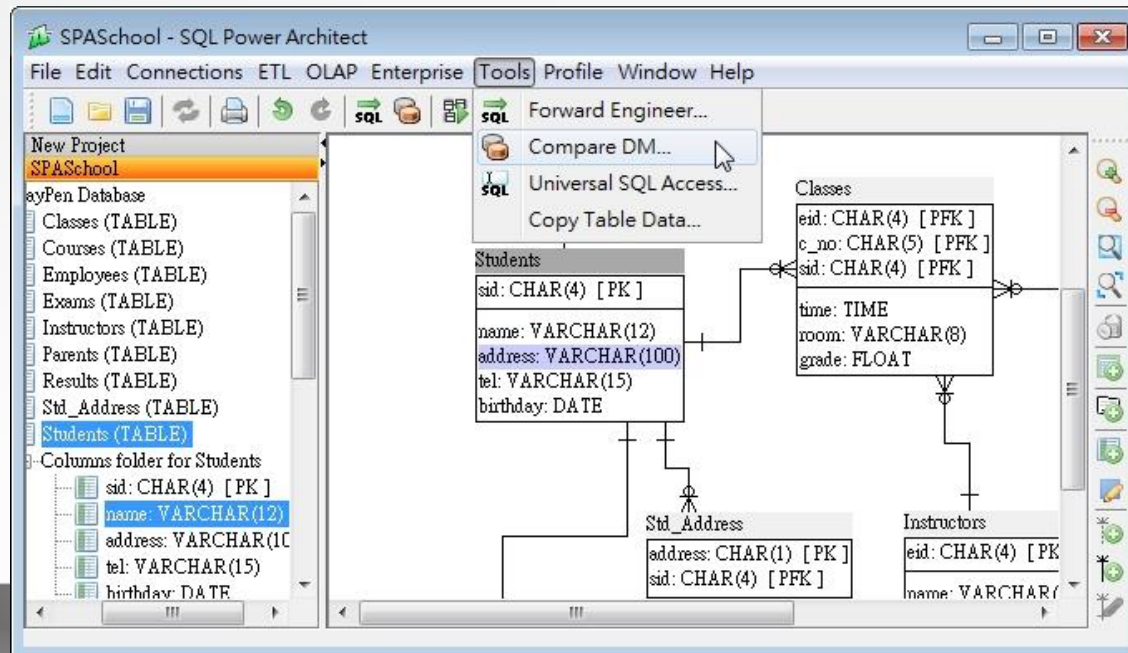 SPASchool - SQL Power Architect
File Edit Connections ETL OLAP Enterprise Tools Profile Window Help
SQL
SQL Forward Engineer...
Compare DM...
SQL Universal SQL Access...
Copy Table Data...
New Project
SPASchool
ayPen Database
Classes (TABLE)
Courses (TABLE)
Employees (TABLE)
Exams (TABLE)
Instructors (TABLE)
Parents (TABLE)
Results (TABLE)
Std_Address (TABLE)
Students (TABLE)
Columns folder for Students
sid: CHAR(4) [ PK ]
name: VARCHAR(12)
address: VARCHAR(10
tel: VARCHAR(15)
birthday: DATE
Students
sid: CHAR(4) [ PK ]
name: VARCHAR(12)
address: VARCHAR(100)
tel: VARCHAR(15)
birthday: DATE
Classes
eid: CHAR(4) [ PFK ]
c_no: CHAR(5) [ PFK ]
sid: CHAR(4) [ PFK ]
time: TIME
room: VARCHAR(8)
grade: FLOAT
Std_Address
address: CHAR(1) [ PK ]
sid: CHAR(4) [ PFK ]
Instructors
eid: CHAR(4) [ PK
name: VARCHAR(